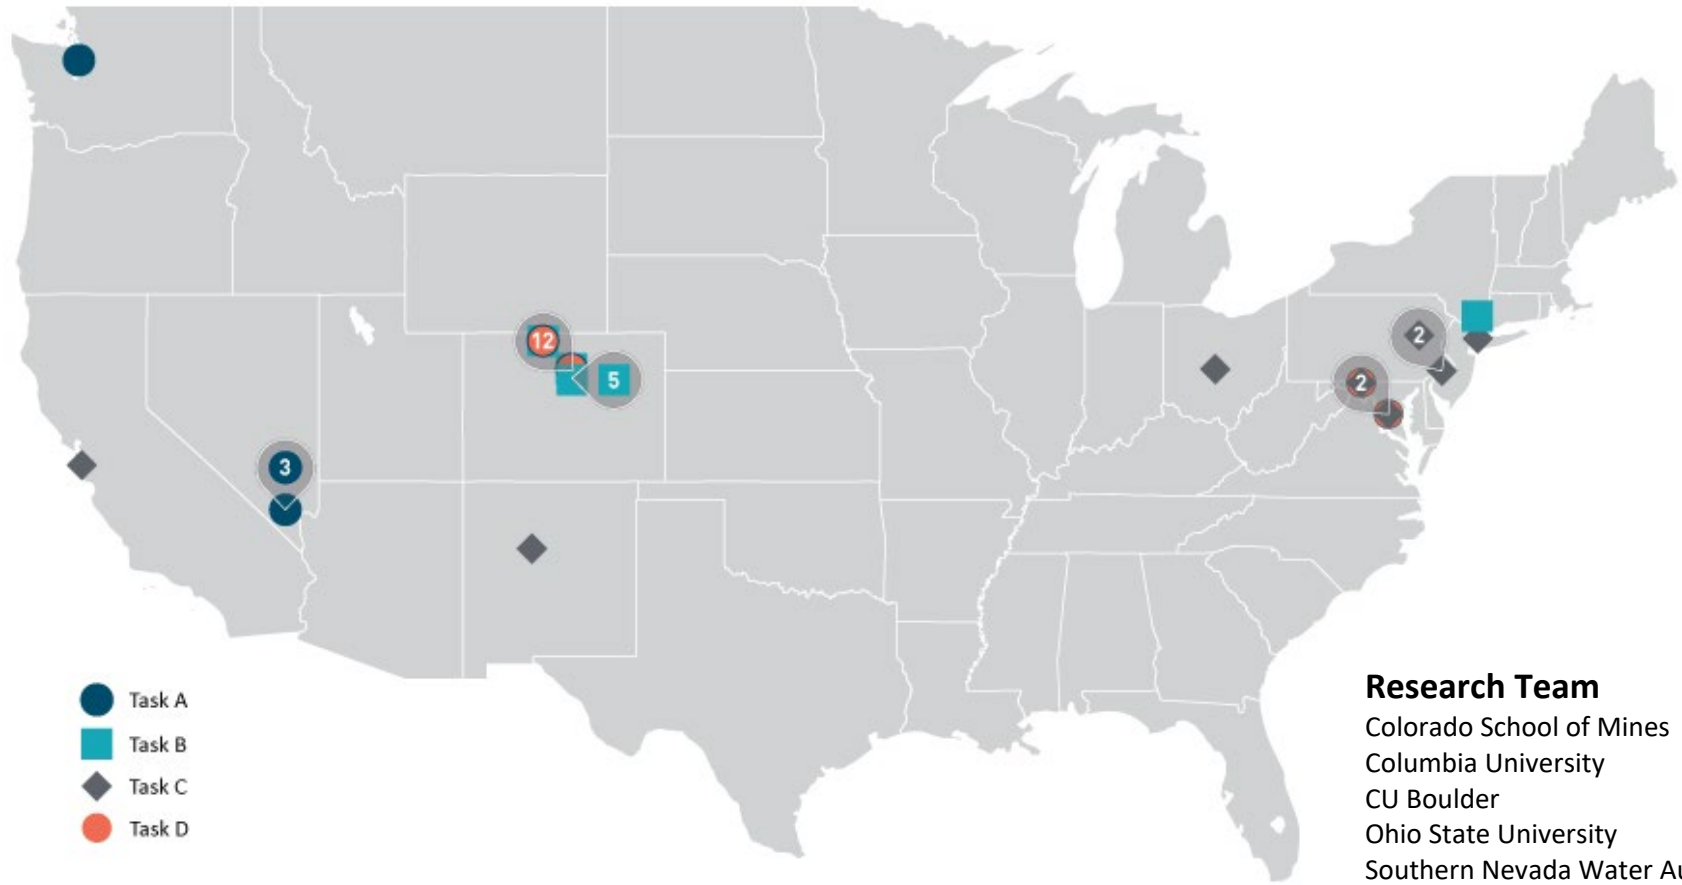 12
5
2
2
3
Task A
Task B
Task C
Task D
Research Team
Colorado School of Mines
Columbia University
CU Boulder
Ohio State University
Southern Nevada Water